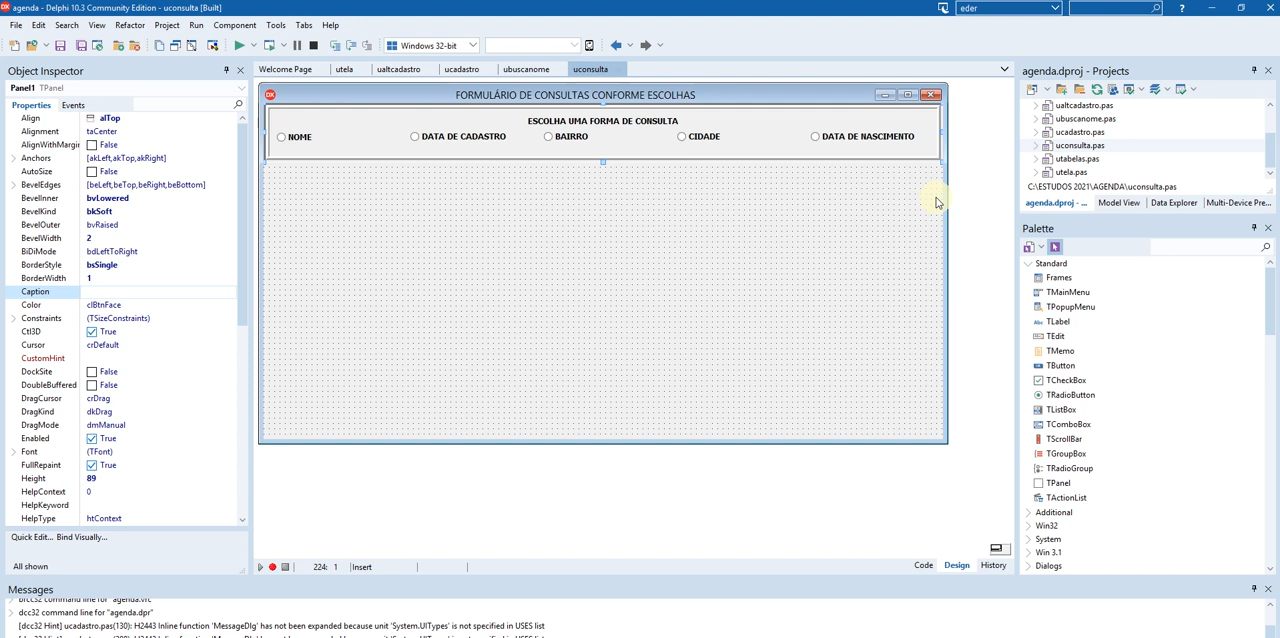 agenda - Delphi 10.3 Community Edition - uconsulta [Built]
eder
File Edit Search View Refactor Project Run Component Tools Tabs Help
Windows 32-bit
Object Inspector
Panel1 TPanel
Properties Events
Align alTop
Alignment taCenter
AlignWithMargin False
Anchors [akLeft,akTop,akRight]
AutoSize False
BevelEdges [beLeft,beTop,beRight,beBottom]
BevelInner bvLowered
BevelKind bkSoft
BevelOuter bvRaised
BevelWidth 2
BiDiMode bdLeftToRight
BorderStyle bsSingle
BorderWidth 1
Caption
Color clBtnFace
Constraints (TSizeConstraints)
Ctl3D True
Cursor crDefault
CustomHint
DockSite False
DoubleBuffered False
DragCursor crDrag
DragKind dkDrag
DragMode dmManual
Enabled True
Font (TFont)
FullRepaint True
Height 89
HelpContext 0
HelpKeyword
HelpType htContext
Quick Edit... Bind Visually...
All shown
Welcome Page utela ualtcadastro ucadastro ubuscanome uconsulta
FORMULÁRIO DE CONSULTAS CONFORME ESCOLHAS
ESCOLHA UMA FORMA DE CONSULTA
NOME DATA DE CADASTRO BAIRRO CIDADE DATA DE NASCIMENTO
224: 1 Insert
Code Design History
agenda.dproj - Projects
ualtcadastro.pas
ubuscanome.pas
ucadastro.pas
uconsulta.pas
utabelas.pas
utela.pas
C:\ESTUDOS 2021\AGENDA\uconsulta.pas
agenda.dproj - ... Model View Data Explorer Multi-Device Pre...
Palette
Standard
Frames
TMainMenu
TPopupMenu
TLabel
TEdit
TMemo
TButton
TCheckBox
TRadioButton
TListBox
TComboBox
TScrollBar
TGroupBox
TRadioGroup
TPanel
TActionList
Additional
Win32
System
Win 3.1
Dialogs
Messages
brcc32 command line for "agenda.vrc"
dcc32 command line for "agenda.dpr"
[dcc32 Hint] ucadastro.pas(130): H2443 Inline function 'MessageDlg' has not been expanded because unit 'System.UITypes' is not specified in USES list